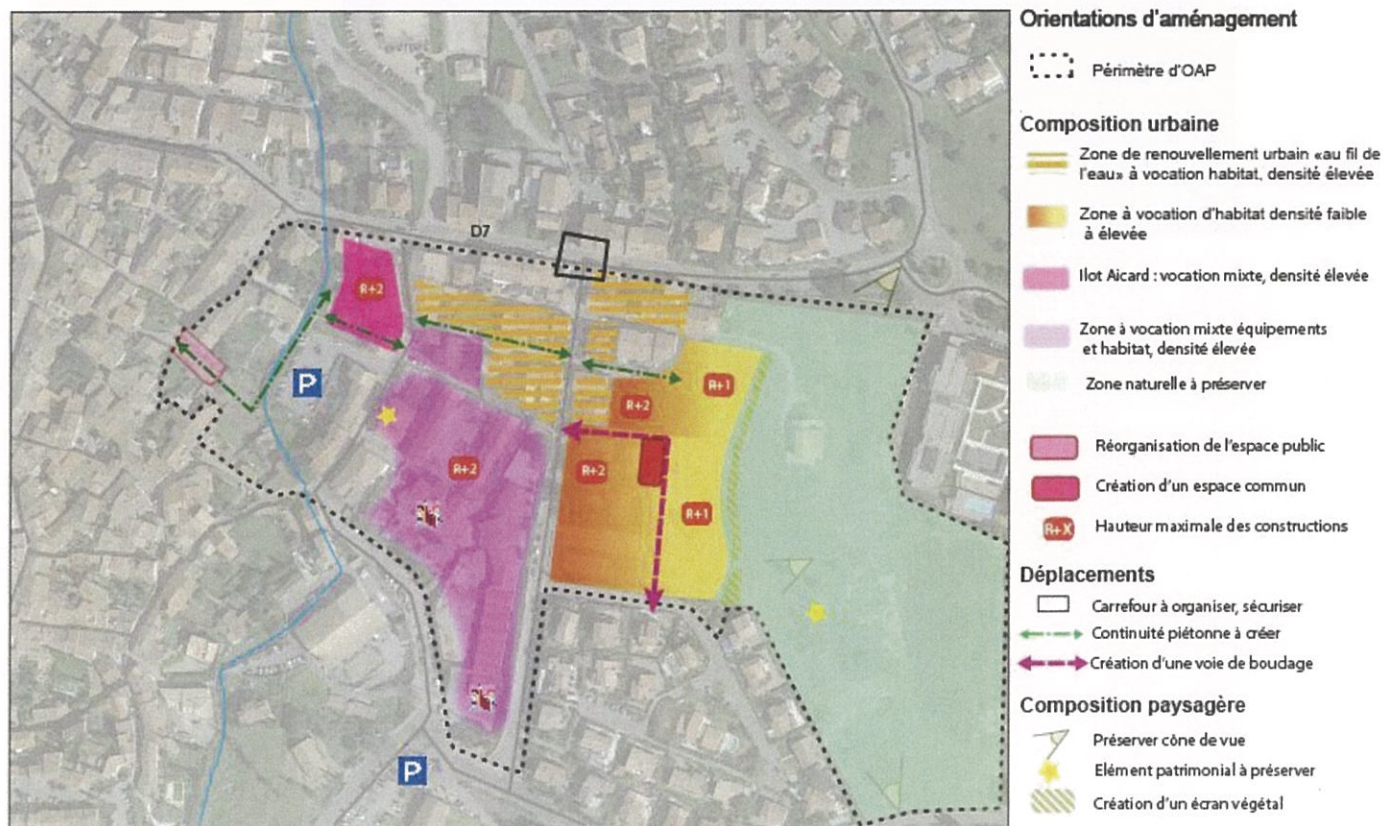 D7
R+2
R+1
R+2
R+2
R+2
R+1
P
P
Orientations d'aménagement
Périmètre d'OAP
Composition urbaine
Zone de renouvellement urbain «au fil de
l'eau» à vocation habitat, densité élevée
Zone à vocation d'habitat densité faible
à élevée
Ilot Aicard : vocation mixte, densité élevée
Zone à vocation mixte équipements
et habitat, densité élevée
Zone naturelle à préserver
Réorganisation de l'espace public
Création d'un espace commun
R+X Hauteur maximale des constructions
Déplacements
Carrefour à organiser, sécuriser
Continuité piétonne à créer
Création d'une voie de bouclage
Composition paysagère
Préserver cône de vue
Elément patrimonial à préserver
Création d'un écran végétal